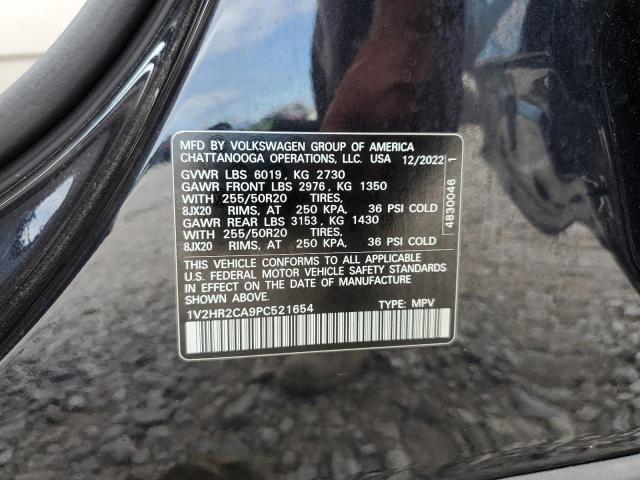 MFD BY VOLKSWAGEN GROUP OF AMERICA
CHATTANOOGA OPERATIONS, LLC. USA 12/2022
GVWR LBS 6019, KG 2730
GAWR FRONT LBS 2976, KG 1350
WITH 255/50R20 TIRES,
8JX20 RIMS, AT 250 KPA, 36 PSI COLD
GAWR REAR LBS 3153, KG 1430
WITH 255/50R20 TIRES,
8JX20 RIMS, AT 250 KPA, 36 PSI COLD
THIS VEHICLE CONFORMS TO ALL APPLICABLE
U.S. FEDERAL MOTOR VEHICLE SAFETY STANDARDS
IN EFFECT ON THE DATE OF MANUFACTURE
SHOWN ABOVE.
1V2HR2CA9PC521654 TYPE: MPV
4830046 1